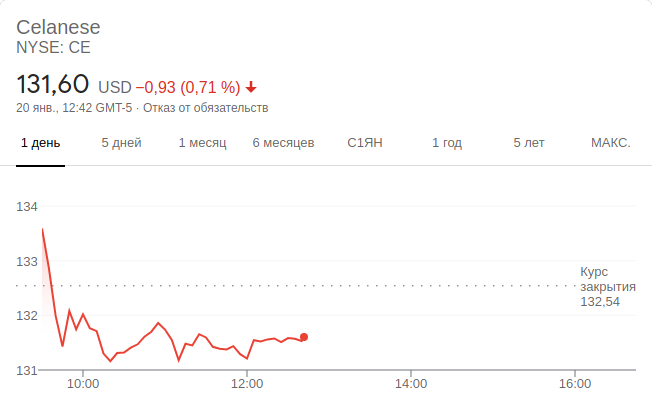 Celanese
NYSE: CE
131,60 USD −0,93 (0,71 %)
20 янв., 12:42 GMT-5 · Отказ от обязательств
1 день 5 дней 1 месяц 6 месяцев С1ЯН 1 год 5 лет МАКС.
134
133
132
131
Курс
закрытия
132,54
10:00 12:00 14:00 16:00